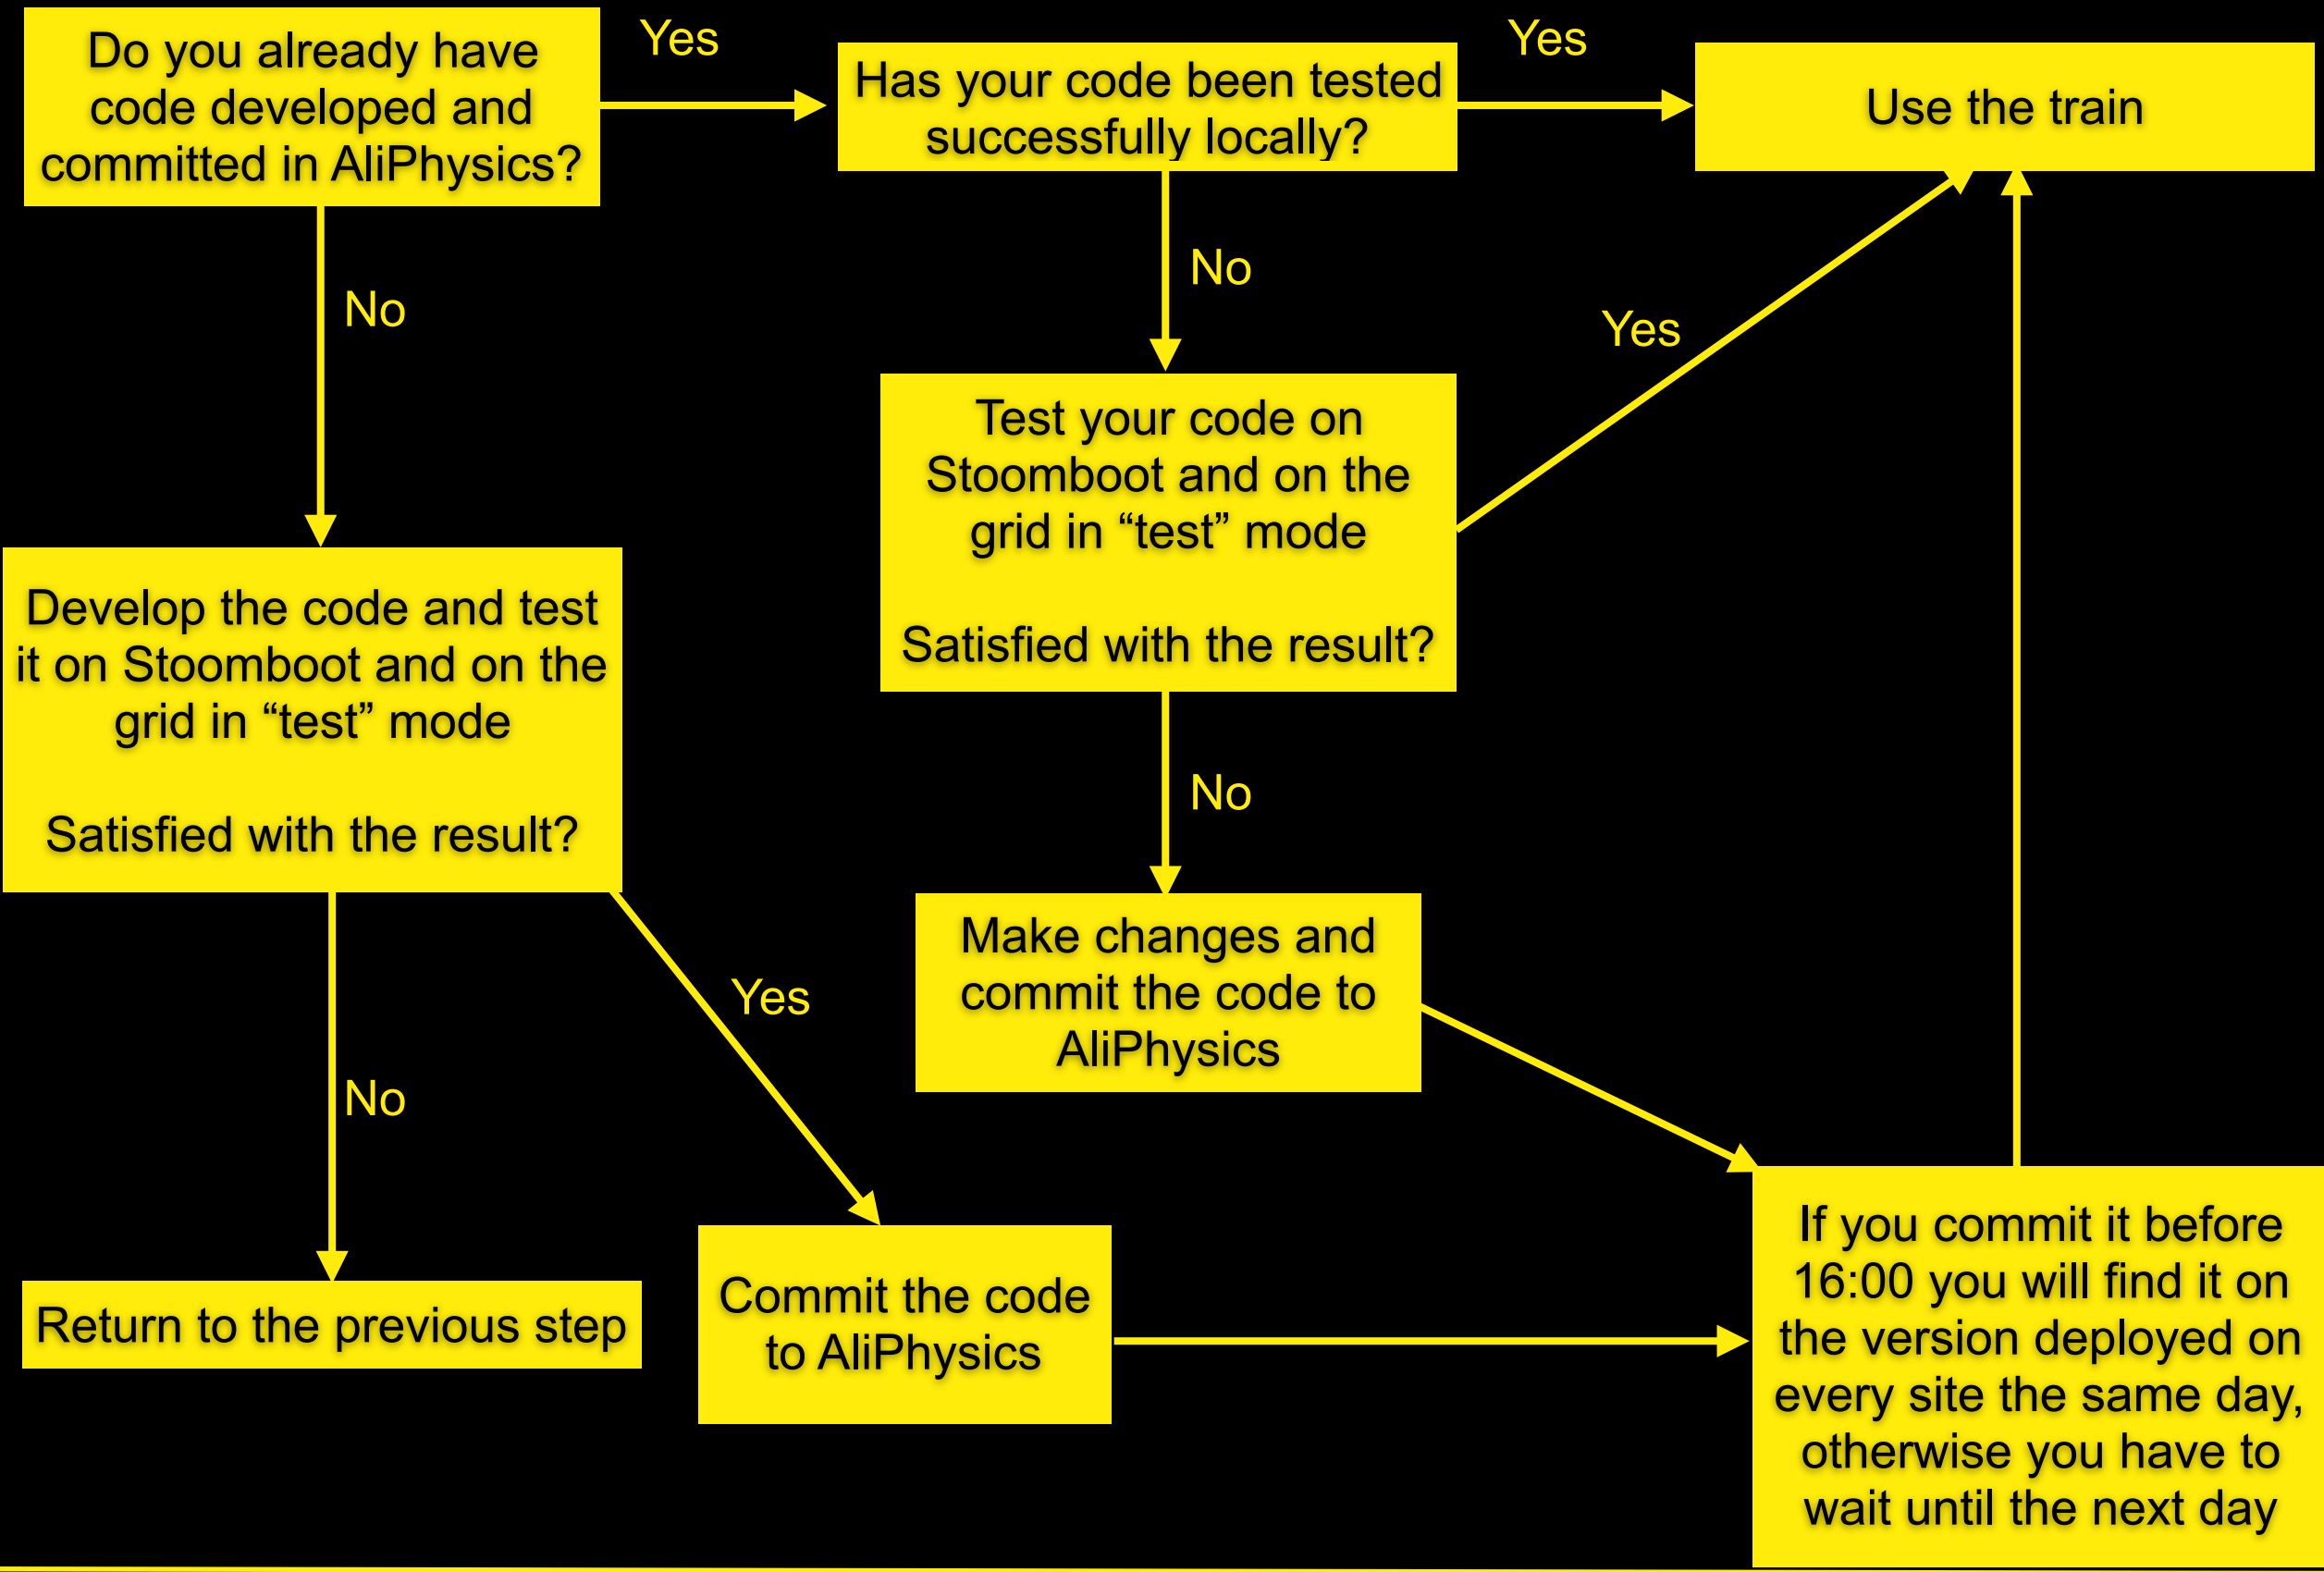 Do you already have
code developed and
committed in AliPhysics?
Yes
Has your code been tested
successfully locally?
Yes
Use the train
No
No
Yes
Test your code on
Stoomboot and on the
grid in “test” mode
Satisfied with the result?
Develop the code and test
it on Stoomboot and on the
grid in “test” mode
Satisfied with the result?
No
Make changes and
commit the code to
AliPhysics
Yes
No
Return to the previous step
Commit the code
to AliPhysics
If you commit it before
16:00 you will find it on
the version deployed on
every site the same day,
otherwise you have to
wait until the next day